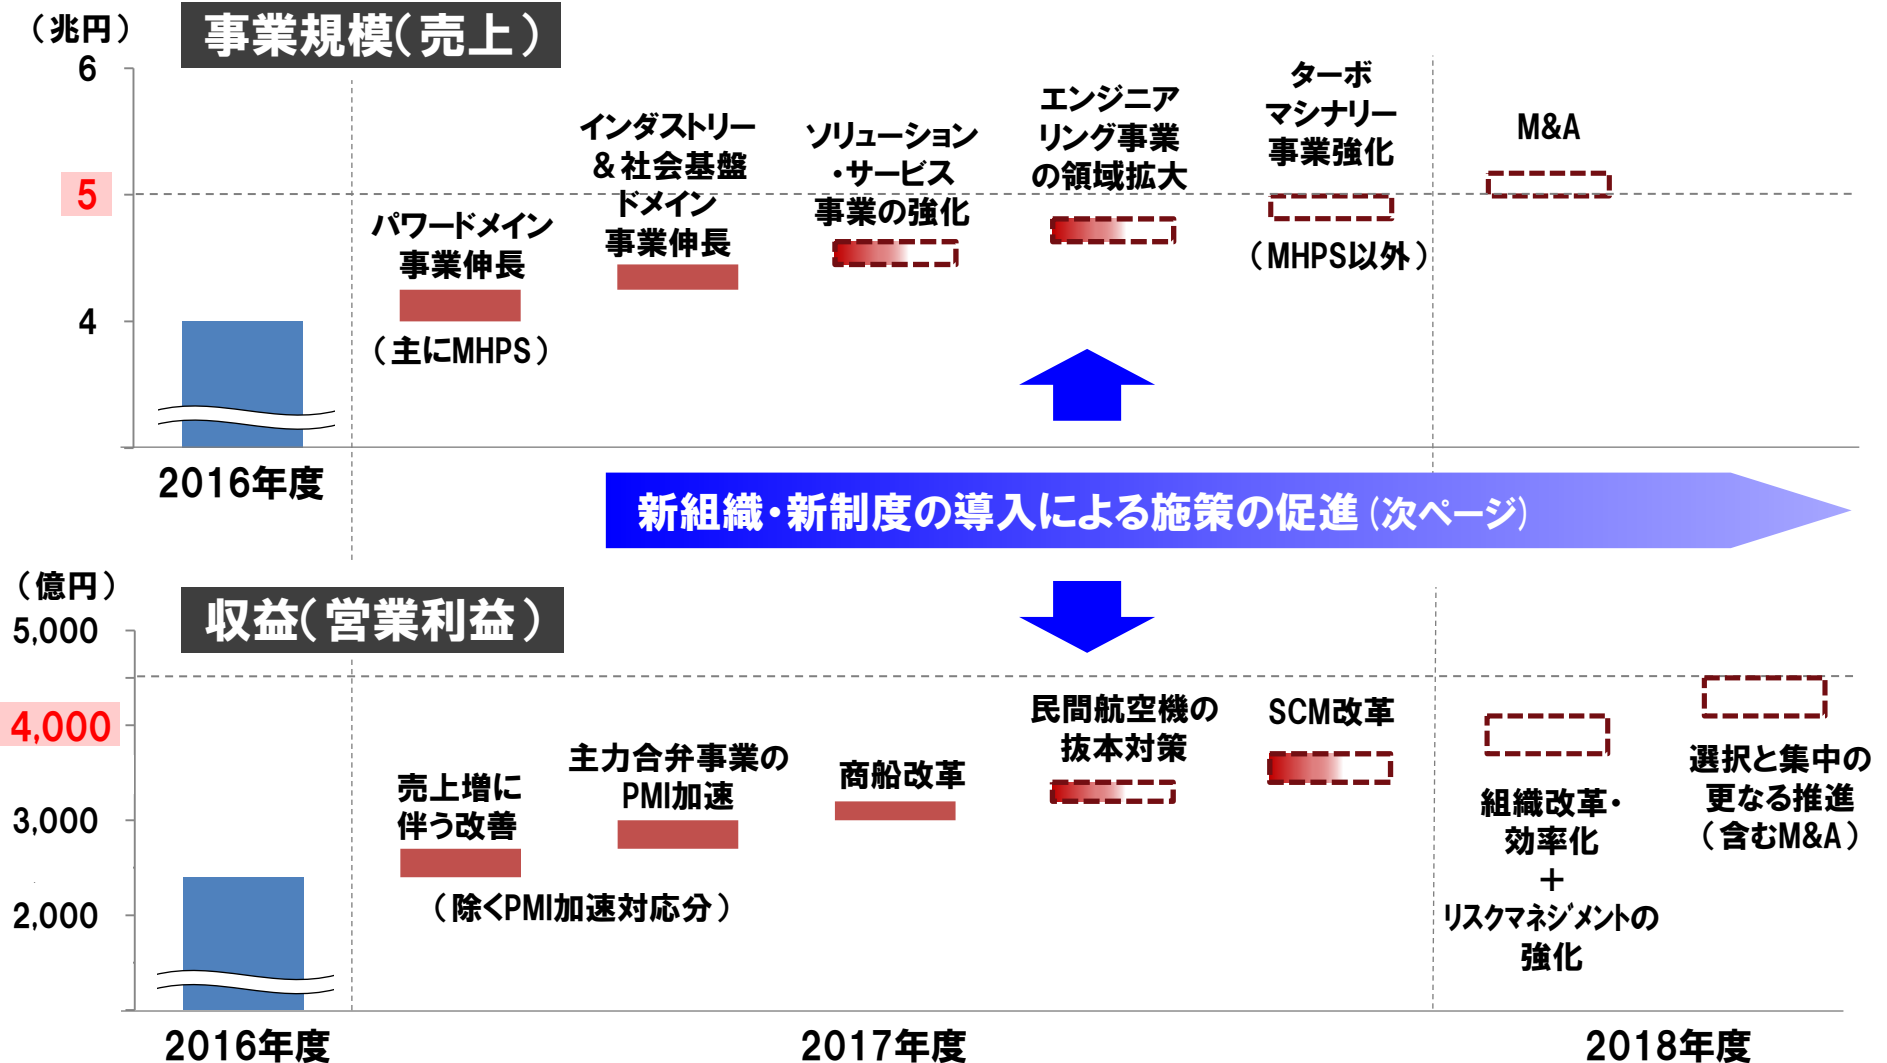 （兆円）
事業規模（売上）
6
5
4
パワードメイン
事業伸長
（主にMHPS）
インダストリー
＆社会基盤
ドメイン
事業伸長
ソリューション
・サービス
事業の強化
エンジニア
リング事業
の領域拡大
ターボ
マシナリー
事業強化
（MHPS以外）
M&A
2016年度
新組織・新制度の導入による施策の促進（次ページ）
（億円）
収益（営業利益）
5,000
4,000
3,000
2,000
売上増に
伴う改善
（除くPMI加速対応分）
主力合弁事業の
PMI加速
商船改革
民間航空機の
抜本対策
SCM改革
組織改革・
効率化
＋
リスクマネジメントの
強化
選択と集中の
更なる推進
（含むM&A）
2016年度
2017年度
2018年度